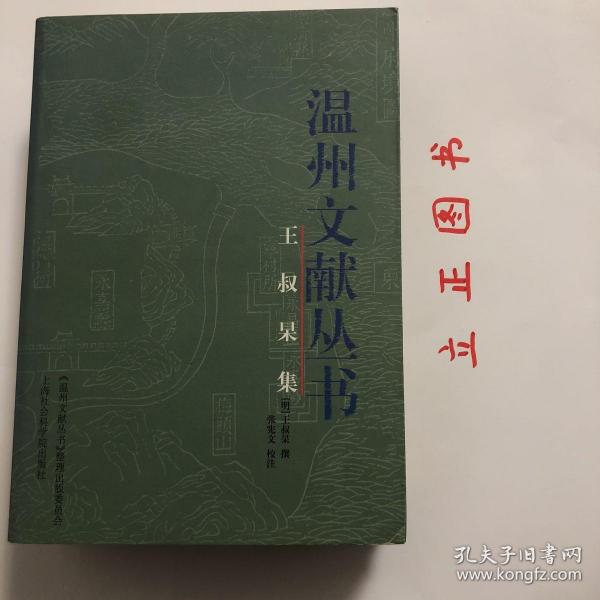 温州文献丛书
王叔杲集
[明]王叔杲 撰
张宪文 校注
《温州文献丛书》整理出版委员会
上海社会科学院出版社
永嘉
立正图书
孔夫子旧书网
www.kongfz.com